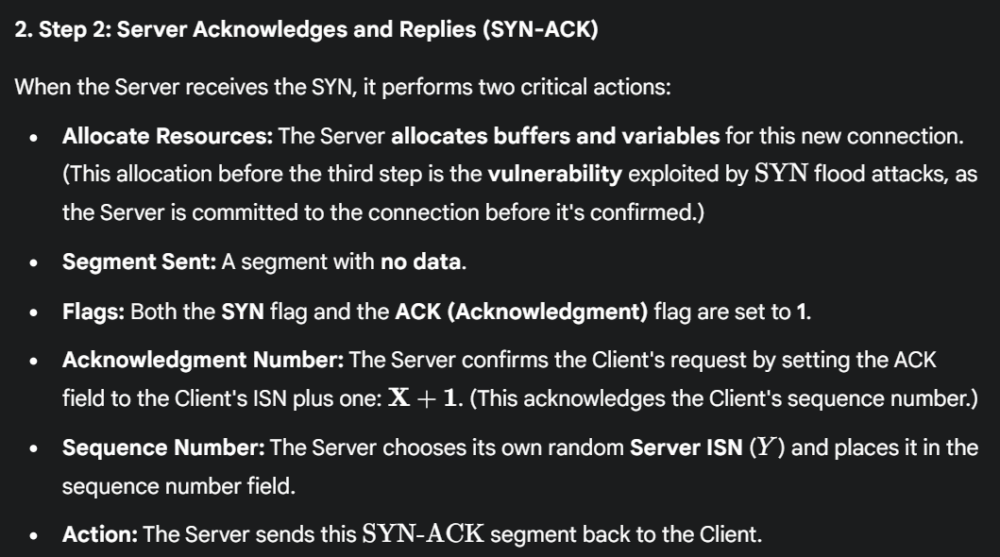 2. Step 2: Server Acknowledges and Replies (SYN-ACK)
When the Server receives the SYN, it performs two critical actions:
• Allocate Resources: The Server allocates buffers and variables for this new connection.
(This allocation before the third step is the vulnerability exploited by SYN flood attacks, as
the Server is committed to the connection before it's confirmed.)
• Segment Sent: A segment with no data.
• Flags: Both the SYN flag and the ACK (Acknowledgment) flag are set to 1.
• Acknowledgment Number: The Server confirms the Client's request by setting the ACK
field to the Client's ISN plus one: X + 1. (This acknowledges the Client's sequence number.)
• Sequence Number: The Server chooses its own random Server ISN (Y) and places it in the
sequence number field.
• Action: The Server sends this SYN-ACK segment back to the Client.